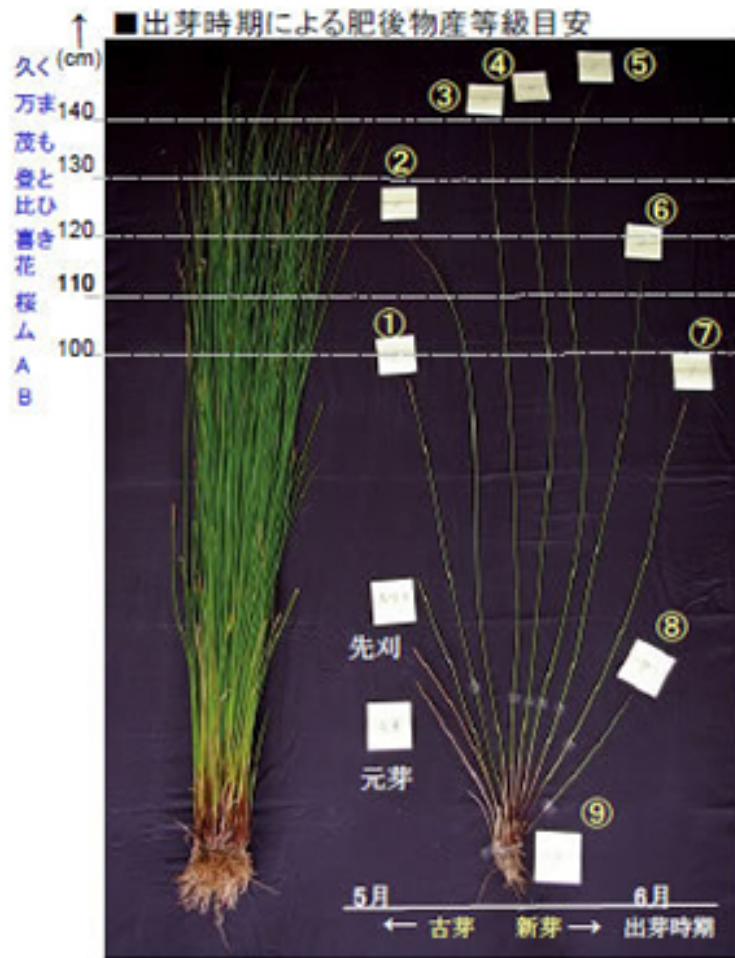 ■出芽時期による肥後物産等級目安
↑
(cm)
久く
万ま
140
茂も
130
登と
比ひ
120
喜き
花
110
桜
ム
100
A
B
③
④
⑤
②
⑥
①
⑦
先刈
⑧
元芽
⑨
5月
6月
← 古芽 新芽 → 出芽時期